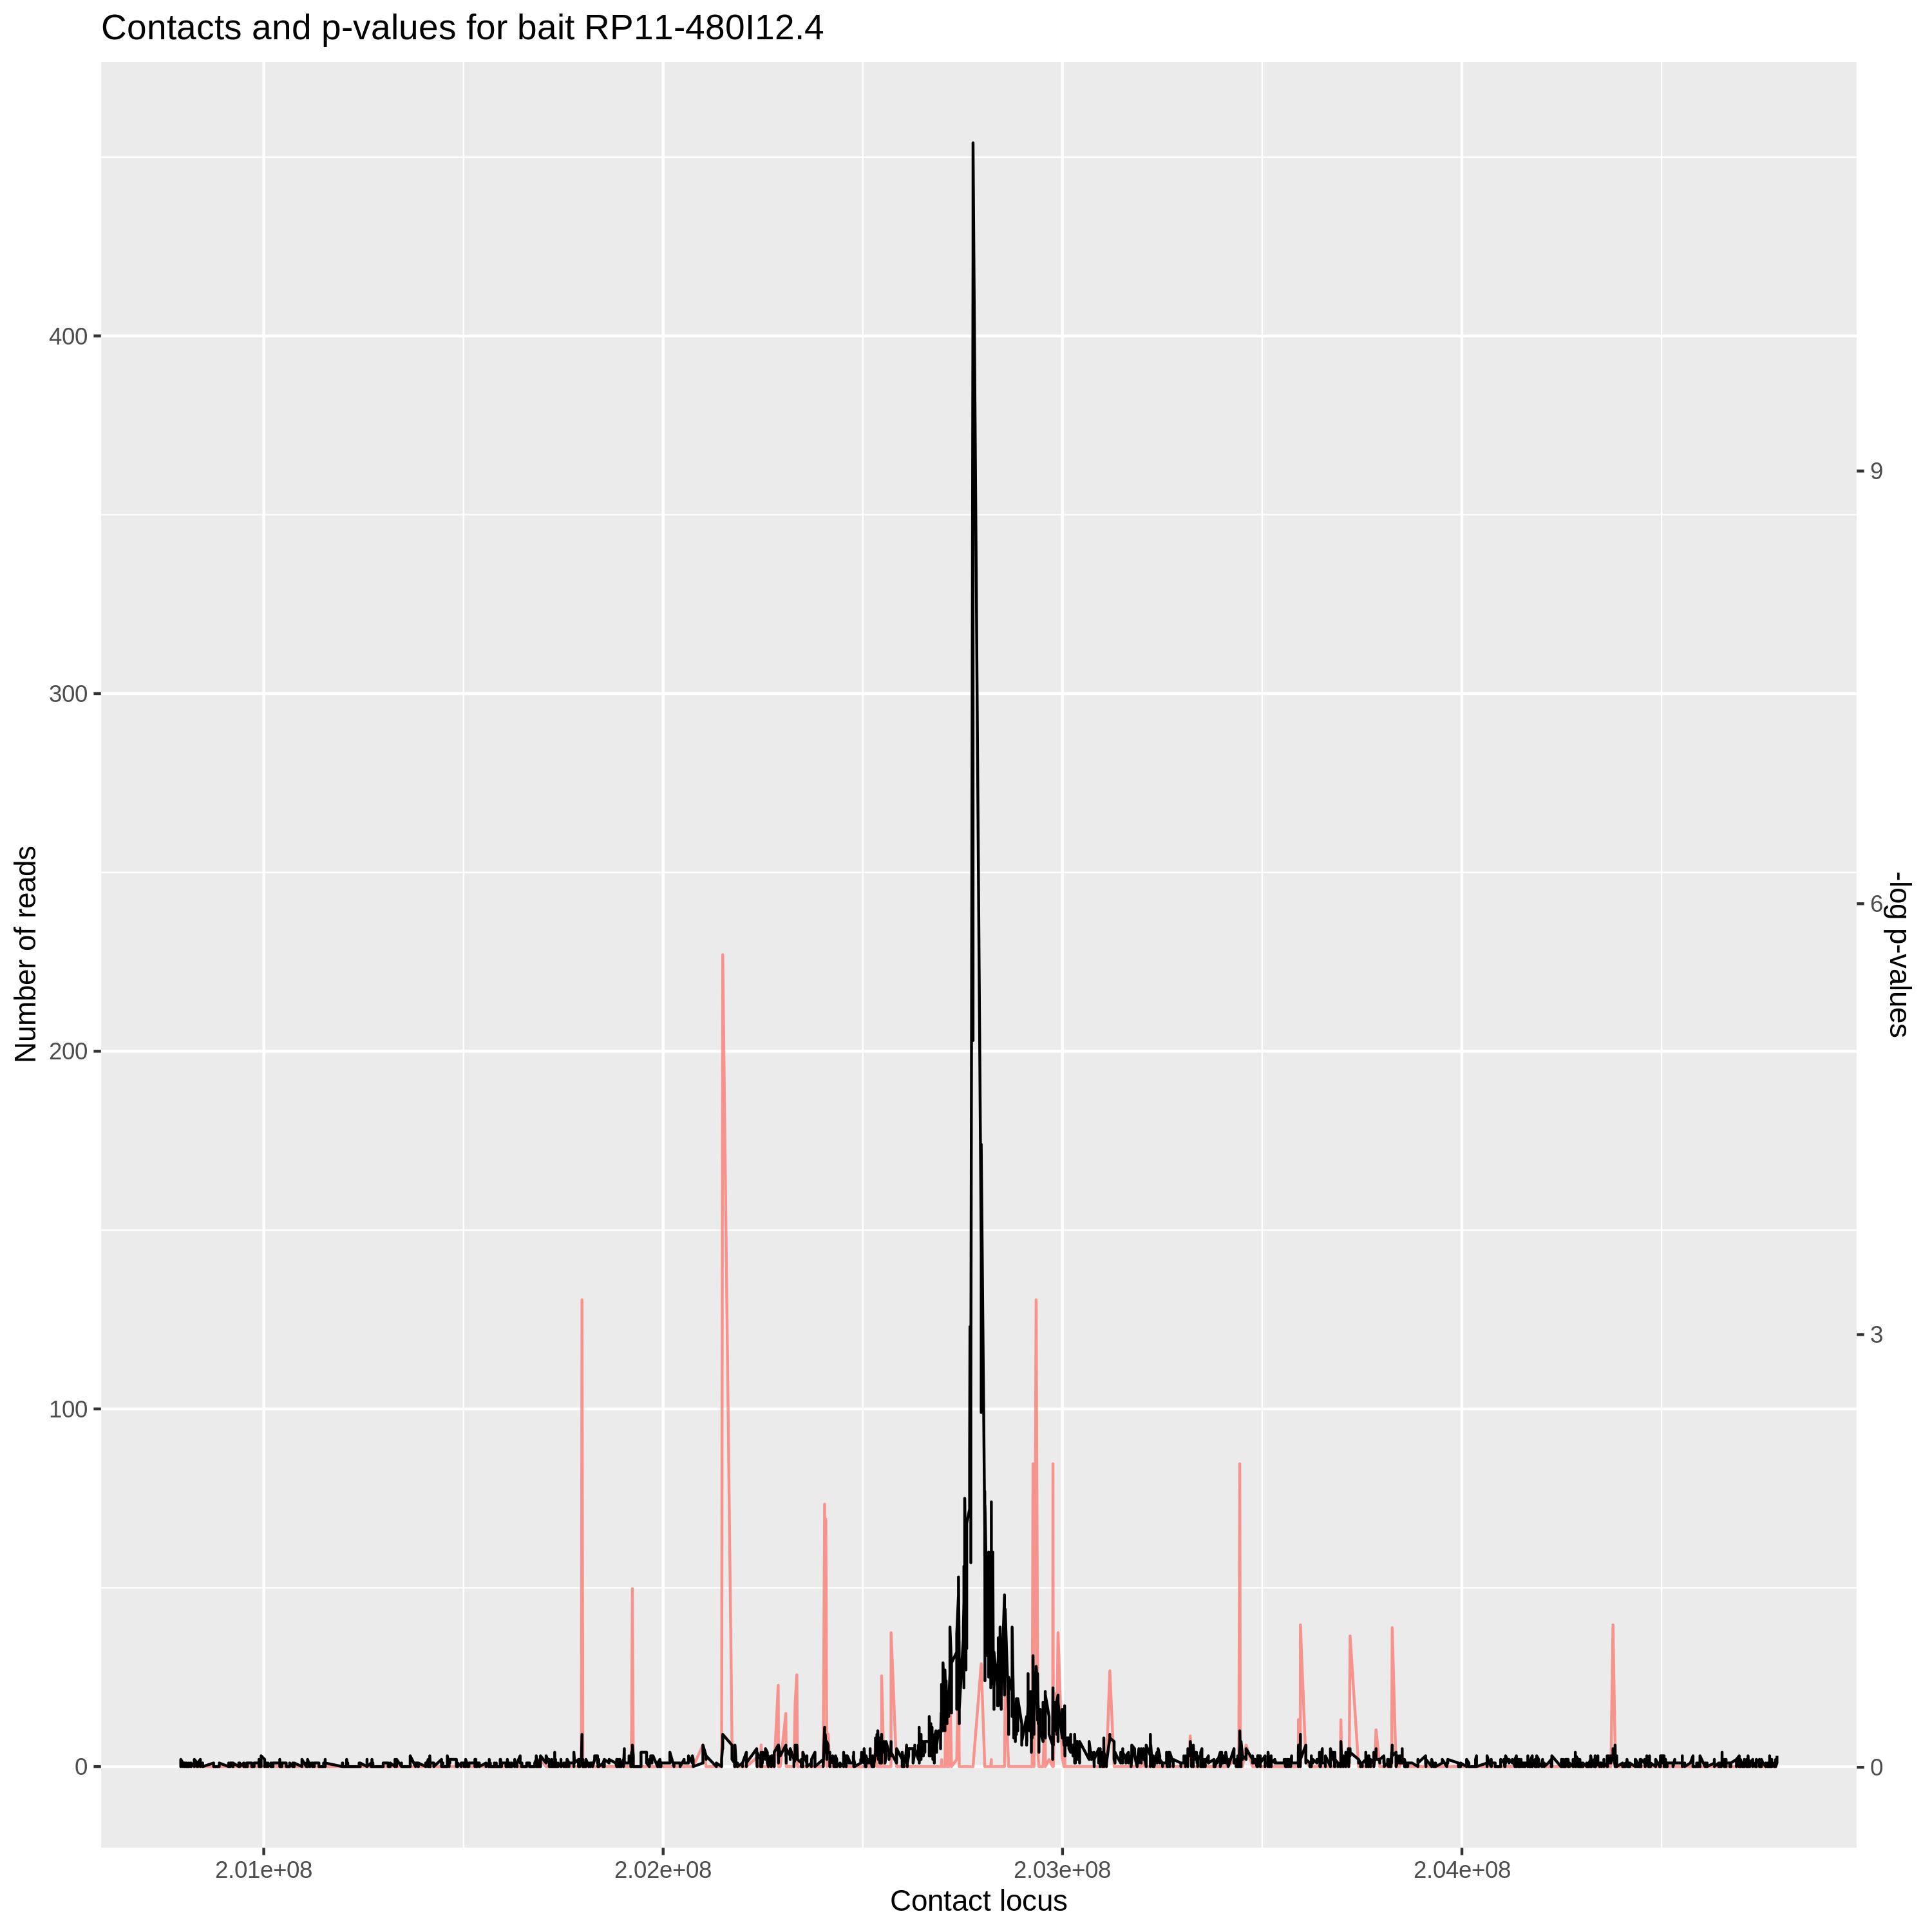 Contacts and p-values for bait RP11-480I12.4
Number of reads
400
300
200
100
0
9
6
3
0
-log p-values
2.01e+08
2.02e+08
2.03e+08
2.04e+08
Contact locus